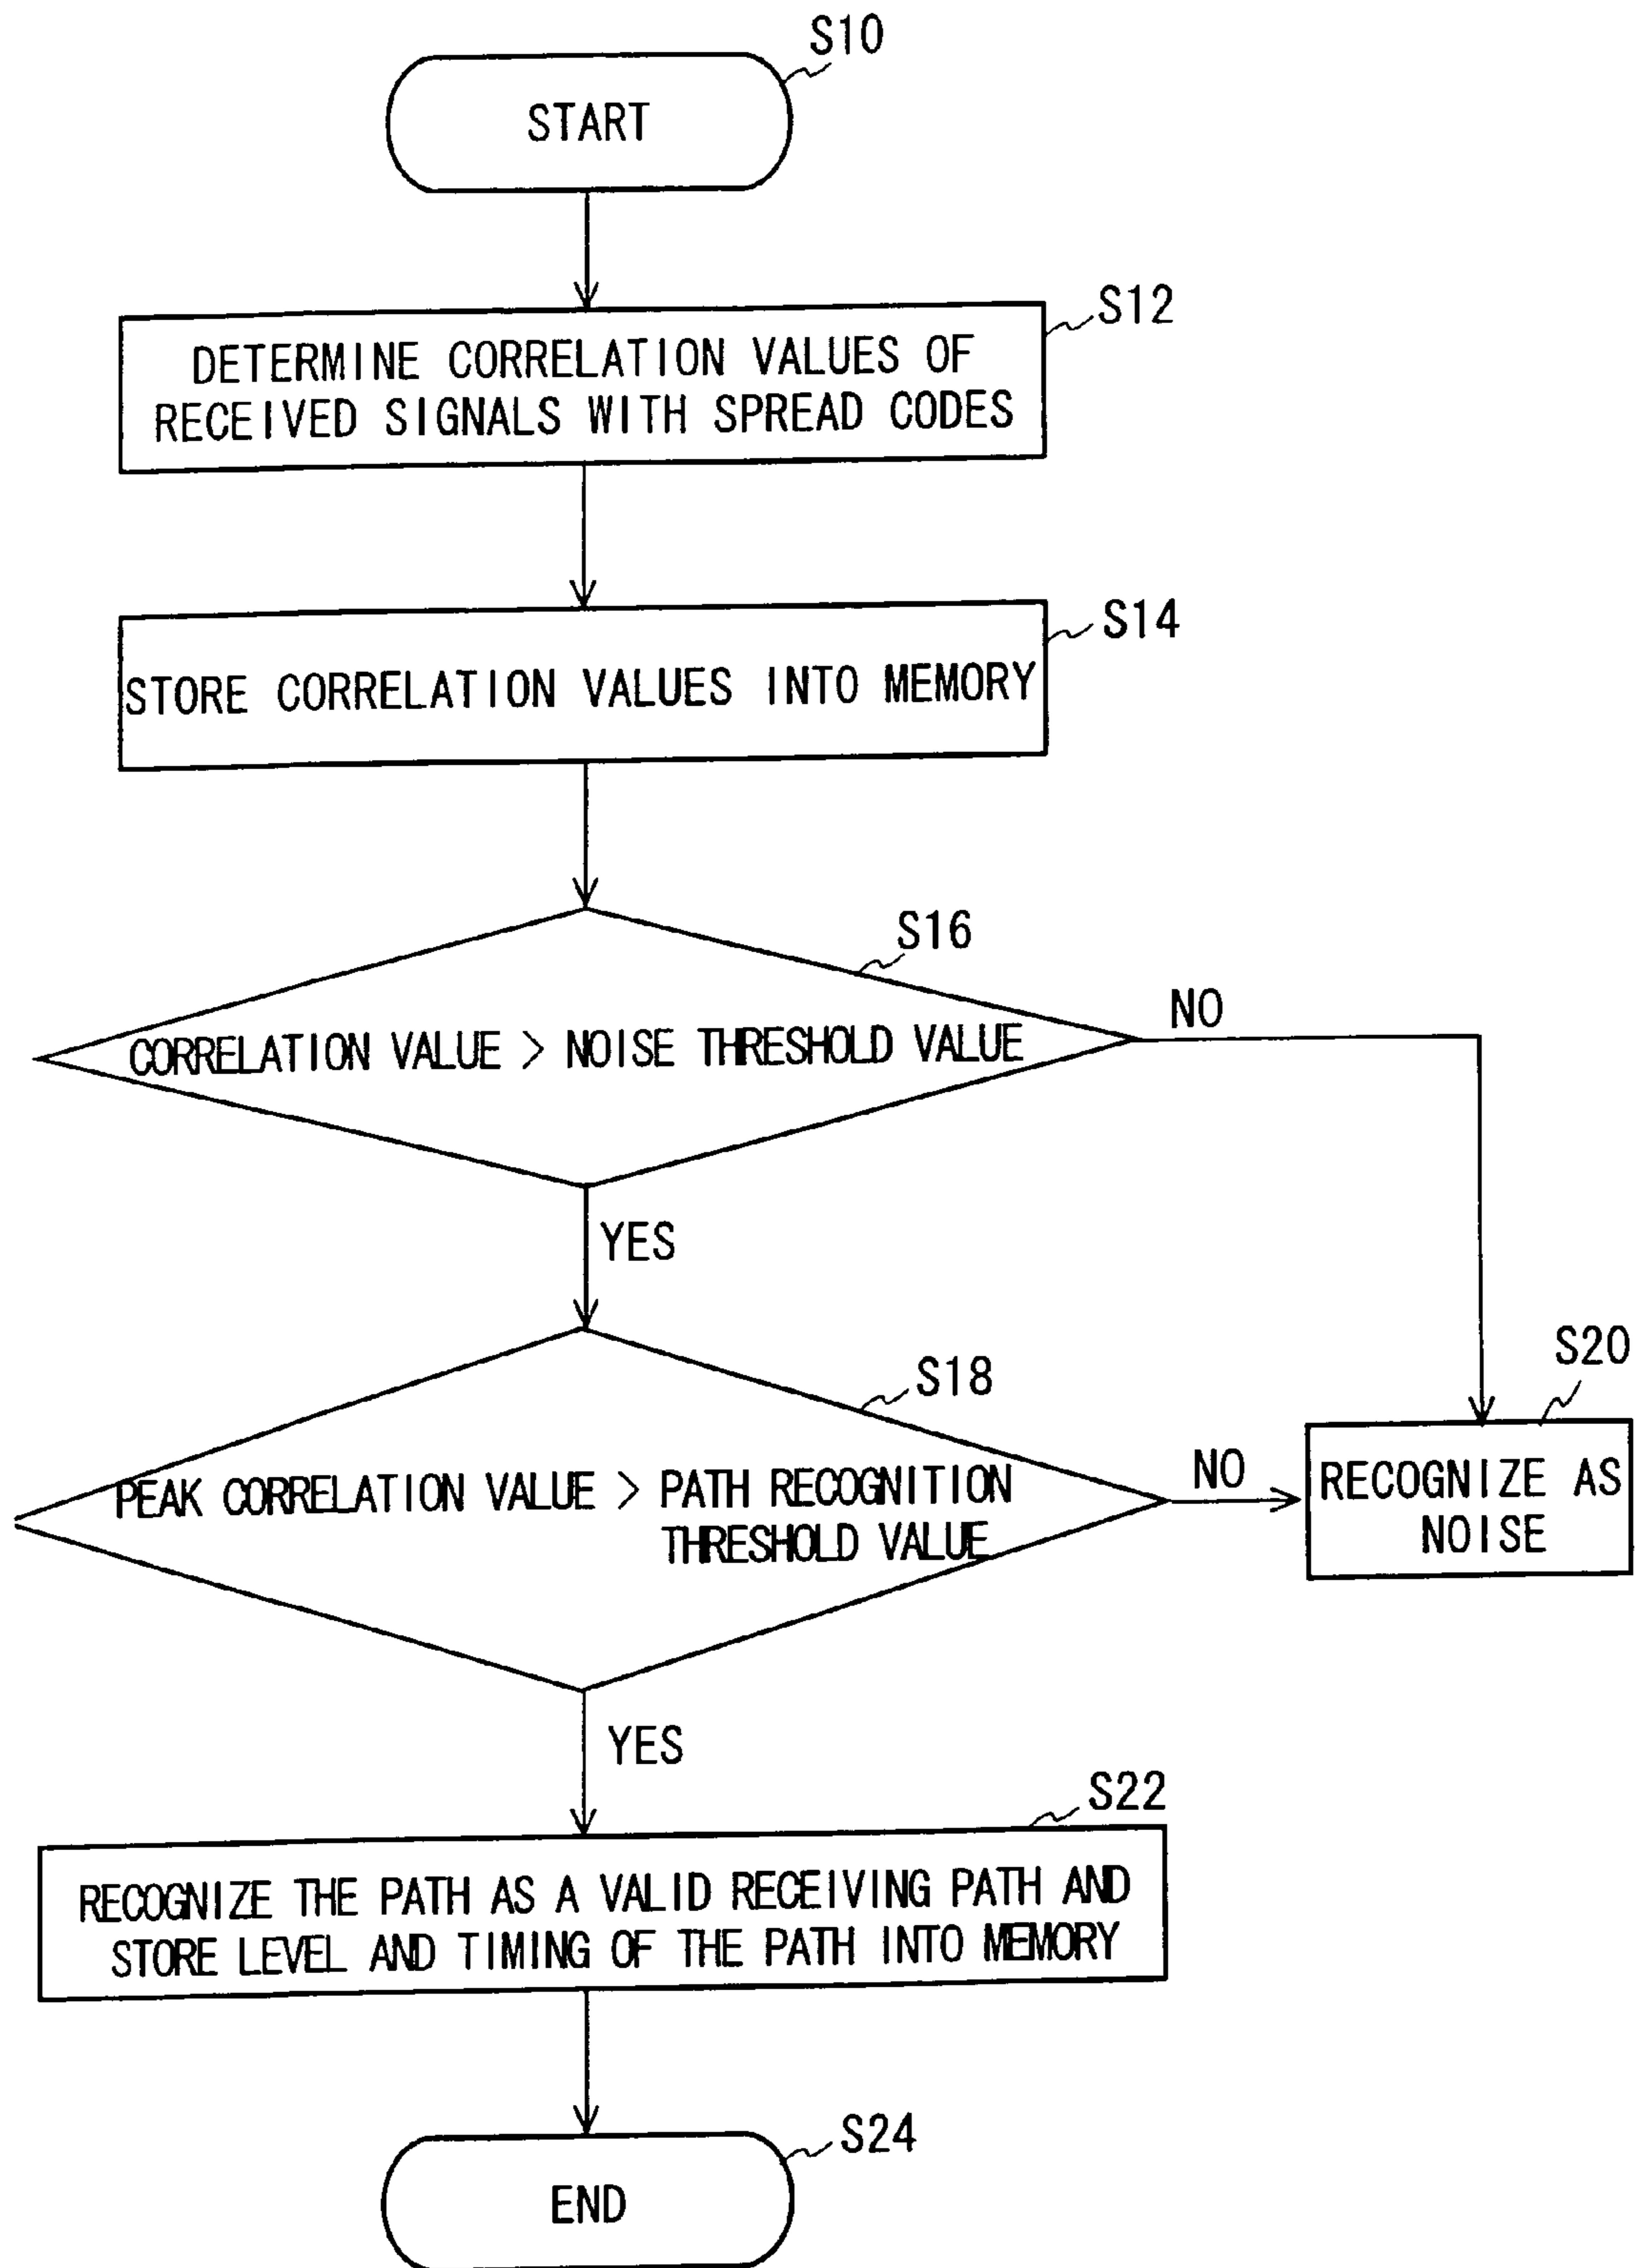 S10
START
S12
DETERMINE CORRELATION VALUES OF
RECEIVED SIGNALS WITH SPREAD CODES
S14
STORE CORRELATION VALUES INTO MEMORY
S16
CORRELATION VALUE > NOISE THRESHOLD VALUE
NO
YES
S18
PEAK CORRELATION VALUE > PATH RECOGNITION
THRESHOLD VALUE
NO
S20
RECOGNIZE AS
NOISE
YES
S22
RECOGNIZE THE PATH AS A VALID RECEIVING PATH AND
STORE LEVEL AND TIMING OF THE PATH INTO MEMORY
S24
END